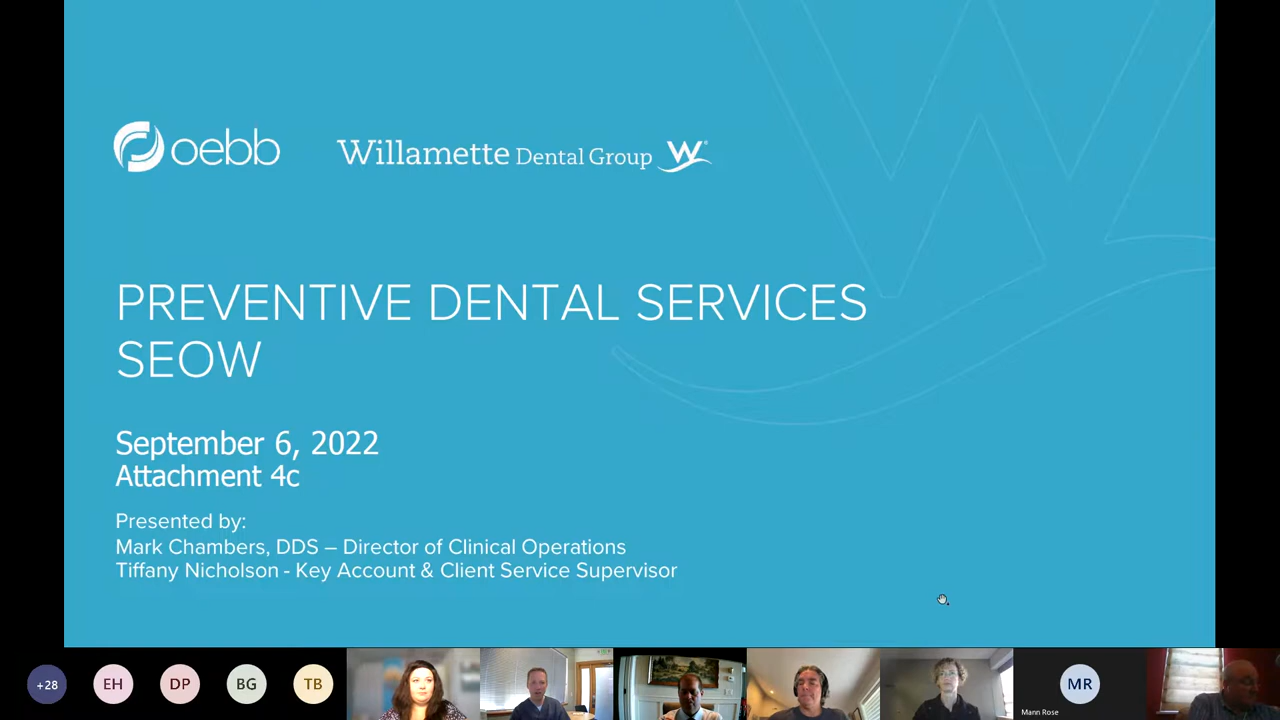 oebb
Willamette Dental Group W
PREVENTIVE DENTAL SERVICES
SEOW
September 6, 2022
Attachment 4c
Presented by:
Mark Chambers, DDS – Director of Clinical Operations
Tiffany Nicholson - Key Account & Client Service Supervisor
+28
EH
DP
BG
TB
MR
Mann Rose